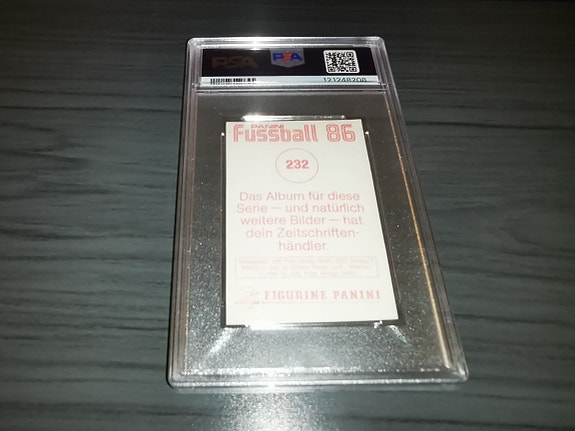 PSA PSA
121248206
PANINI
Fussball 86
232
Das Album für diese
Serie – und natürlich
weitere Bilder – hat
dein Zeitschriften-
händler.
FIGURINE PANINI